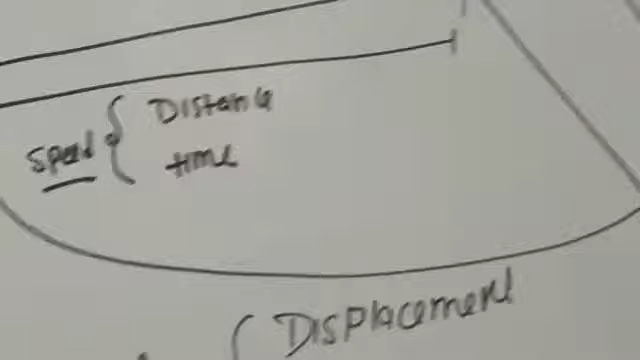 Speed { Distance
time
{ Displacement